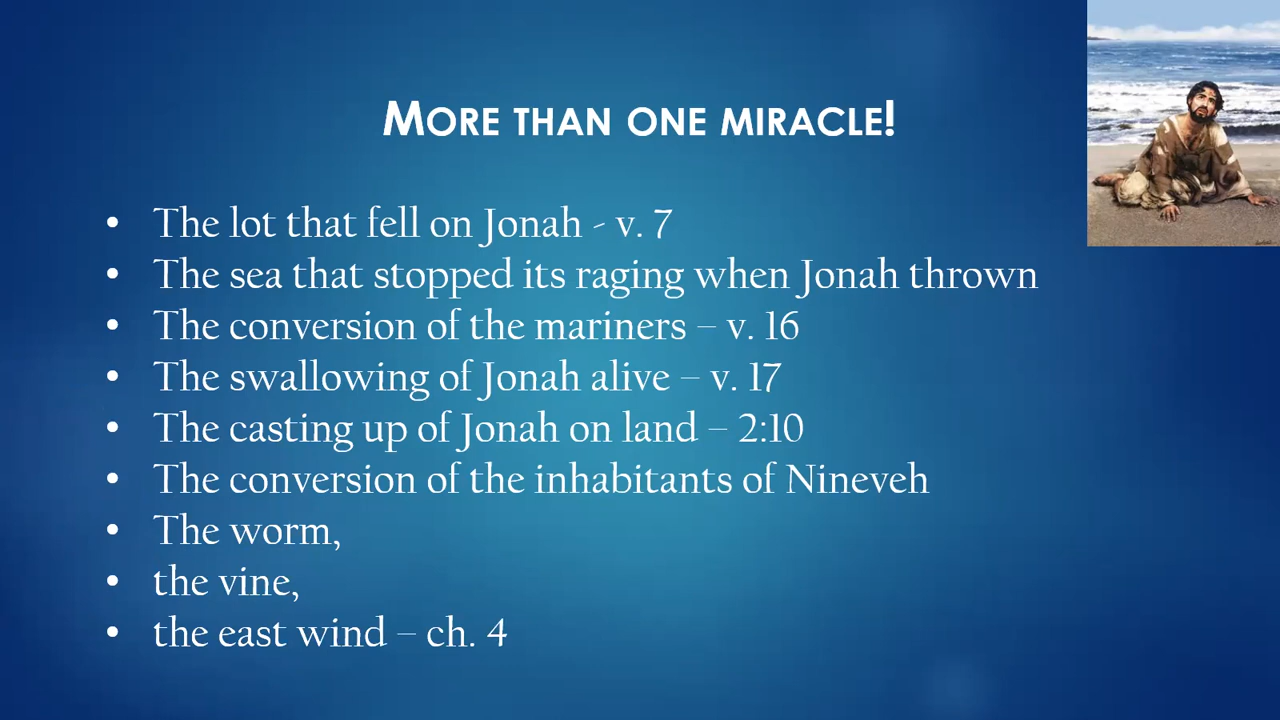 MORE THAN ONE MIRACLE!
• The lot that fell on Jonah - v. 7
• The sea that stopped its raging when Jonah thrown
• The conversion of the mariners – v. 16
• The swallowing of Jonah alive – v. 17
• The casting up of Jonah on land – 2:10
• The conversion of the inhabitants of Nineveh
• The worm,
• the vine,
• the east wind – ch. 4